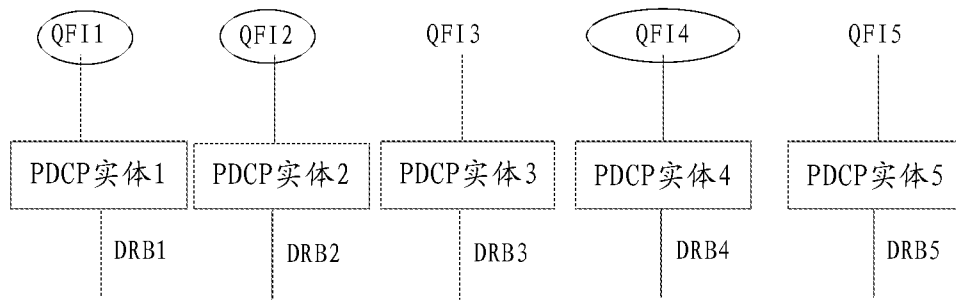 QFI1 QFI2 QFI3 QFI4 QFI5
PDCP实体1 PDCP实体2 PDCP实体3 PDCP实体4 PDCP实体5
DRB1 DRB2 DRB3 DRB4 DRB5